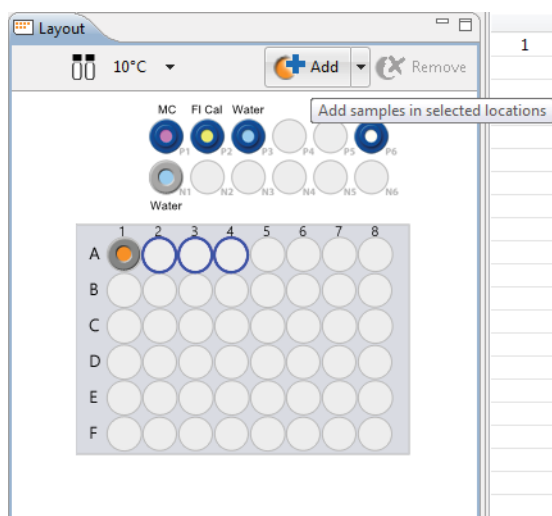 Layout
10°C
Add
Remove
1
Add samples in selected locations
MC
FI Cal
Water
P1
P2
P3
P4
P5
P6
N1
N2
N3
N4
N5
N6
Water
1 2 3 4 5 6 7 8
A
B
C
D
E
F